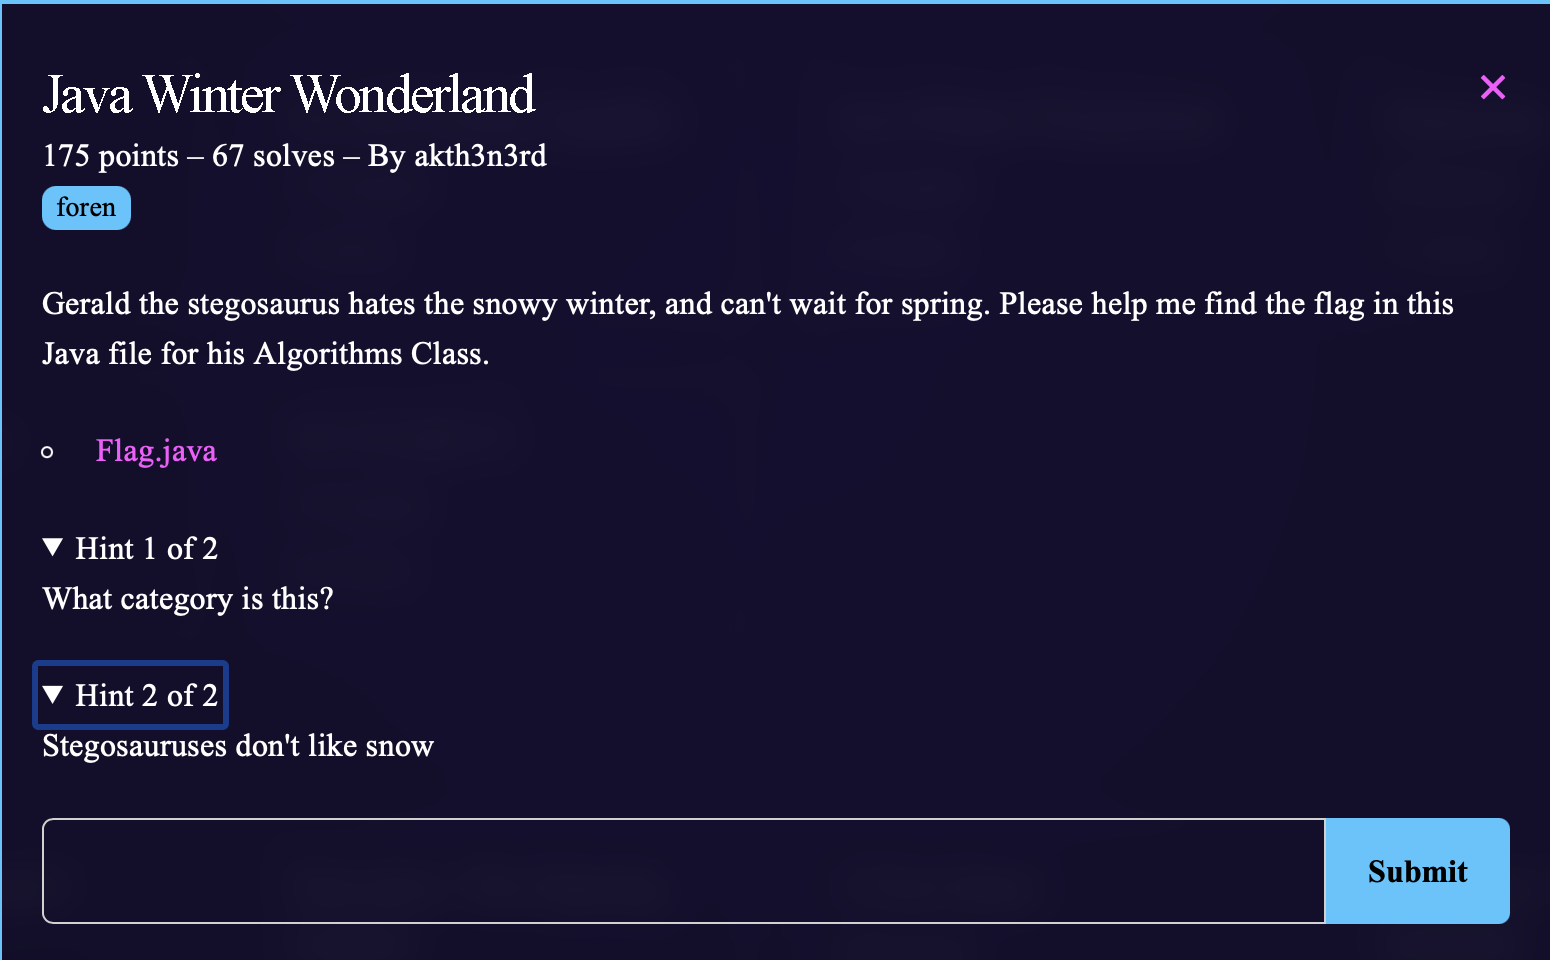 Java Winter Wonderland
175 points – 67 solves – By akth3n3rd
foren
Gerald the stegosaurus hates the snowy winter, and can't wait for spring. Please help me find the flag in this
Java file for his Algorithms Class.
Flag.java
Hint 1 of 2
What category is this?
Hint 2 of 2
Stegosauruses don't like snow
Submit